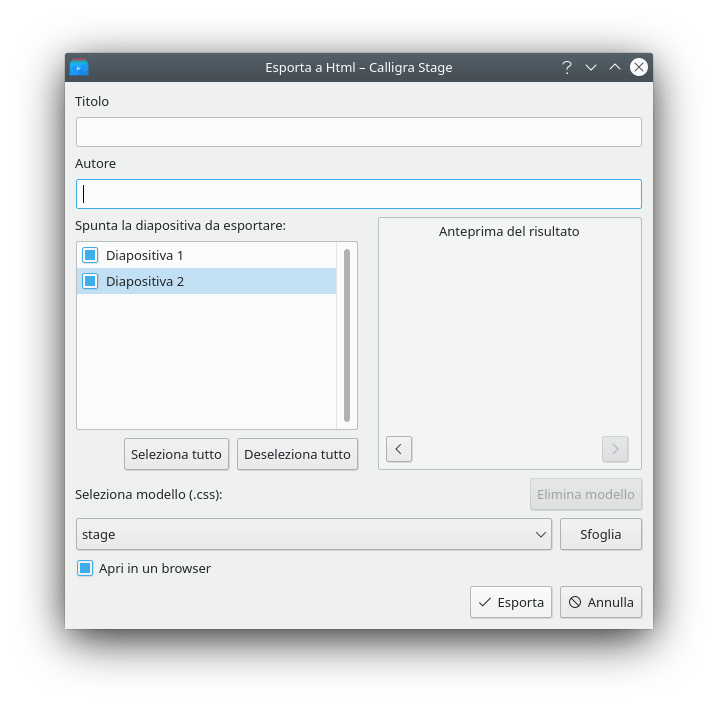 Esporta a Html – Calligra Stage
Titolo
Autore
Spunta la diapositiva da esportare:
Diapositiva 1
Diapositiva 2
Seleziona tutto
Deseleziona tutto
Anteprima del risultato
Seleziona modello (.css):
Elimina modello
stage
Sfoglia
Apri in un browser
Esporta
Annulla